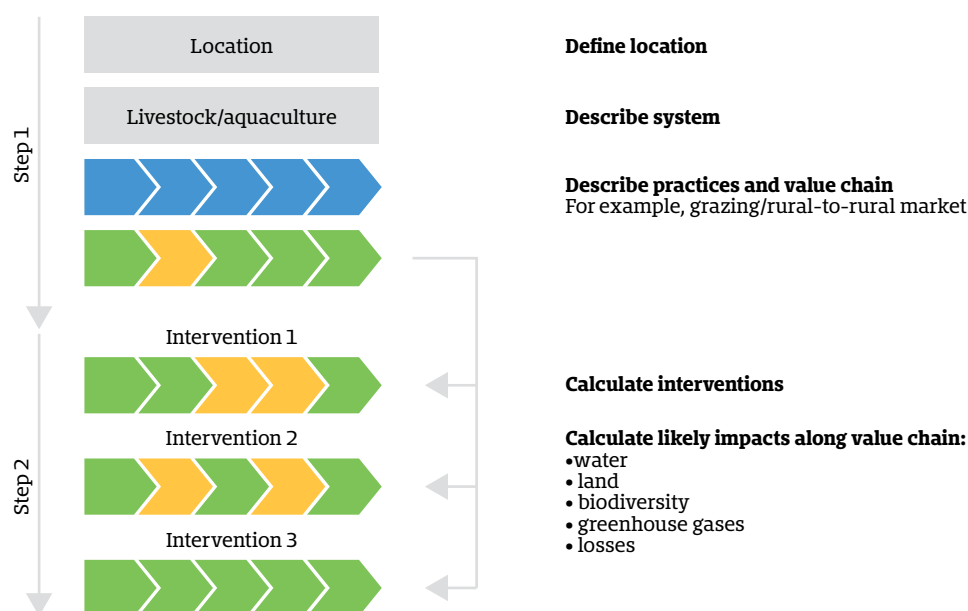 Step 1
Location
Define location
Livestock/aquaculture
Describe system
Describe practices and value chain
For example, grazing/rural-to-rural market
Step 2
Intervention 1
Calculate interventions
Intervention 2
Calculate likely impacts along value chain:
•water
• land
• biodiversity
• greenhouse gases
• losses
Intervention 3